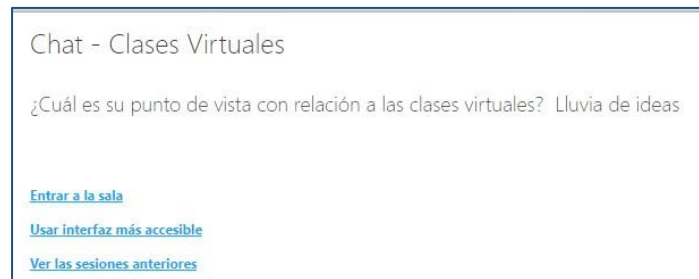 Chat - Clases Virtuales
¿Cuál es su punto de vista con relación a las clases virtuales? Lluvia de ideas
Entrar a la sala
Usar interfaz más accesible
Ver las sesiones anteriores